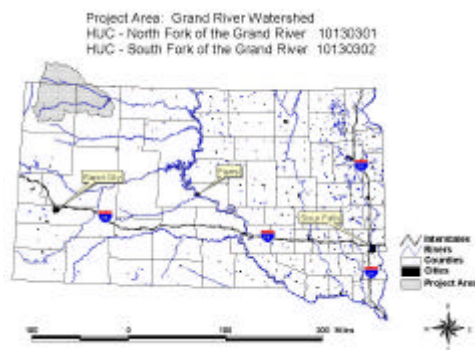 Project Area: Grand River Watershed
HUC - North Fork of the Grand River 10130301
HUC - South Fork of the Grand River 10130302
Rapid City
Pierre
Sioux Falls
Interstates
Rivers
Counties
Cities
Project Area
100 0 100 200 Miles